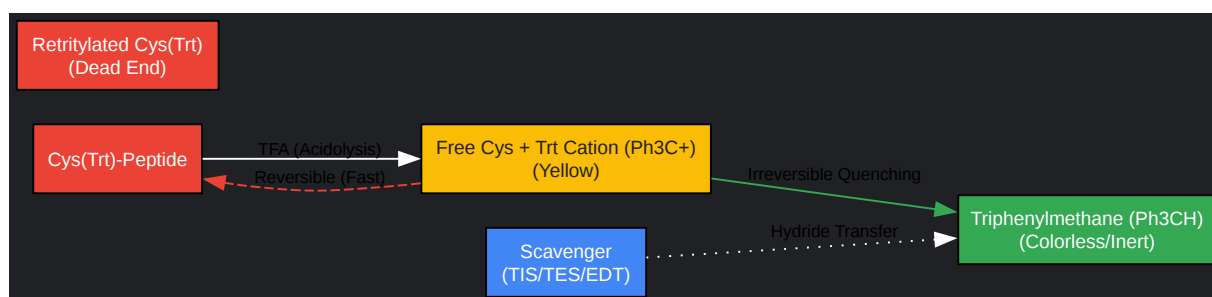 Retritylated Cys(Trt)
(Dead End)
Cys(Trt)-Peptide
TFA (Acidolysis)
Reversible (Fast)
Free Cys + Trt Cation (Ph3C+)
(Yellow)
Irreversible Quenching
Scavenger
(TIS/TES/EDT)
Hydride Transfer
Triphenylmethane (Ph3CH)
(Colorless/Inert)